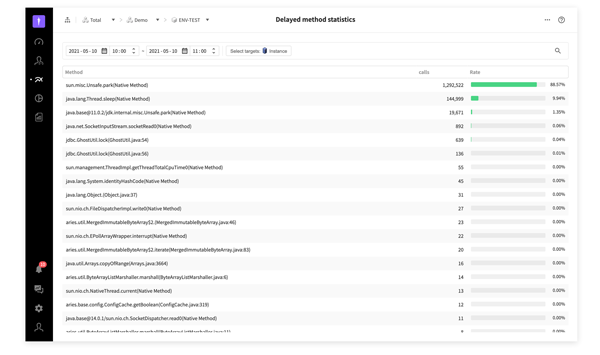 Total ▾ Demo ▾ ENV-TEST ▾ Delayed method statistics
2021-05-10 10:00 ~ 2021-05-10 11:00 Select targets: instance
Method calls Rate
sun.misc.Unsafe.park(Native Method) 1,292,522 88.57%
java.lang.Thread.sleep(Native Method) 144,999 9.94%
java.base@11.0.2/jdk.internal.misc.Unsafe.park(Native Method) 19,671 1.35%
java.net.SocketInputStream.socketRead0(Native Method) 892 0.06%
jdbc.GhostUtil.lock(GhostUtil.java:54) 639 0.04%
jdbc.GhostUtil.lock(GhostUtil.java:56) 136 0.01%
sun.management.ThreadImpl.getThreadTotalCpuTime0(Native Method) 55 0.00%
java.lang.System.identityHashCode(Native Method) 45 0.00%
java.lang.Object.(Object.java:37) 31 0.00%
sun.nio.ch.FileDispatcherImpl.write0(Native Method) 27 0.00%
aries.util.MergedImmutableByteArray$2.(MergedImmutableByteArray.java:46) 23 0.00%
sun.nio.ch.EPollArrayWrapper.interrupt(Native Method) 22 0.00%
aries.util.MergedImmutableByteArray$2.iterate(MergedImmutableByteArray.java:83) 20 0.00%
java.util.Arrays.copyOfRange(Arrays.java:3664) 16 0.00%
aries.util.ByteArrayListMarshaller.marshall(ByteArrayListMarshaller.java:6) 14 0.00%
sun.nio.ch.NativeThread.current(Native Method) 13 0.00%
aries.base.config.ConfigCache.getBoolean(ConfigCache.java:319) 12 0.00%
java.base@14.0.1/sun.nio.ch.SocketDispatcher.read0(Native Method) 11 0.00%